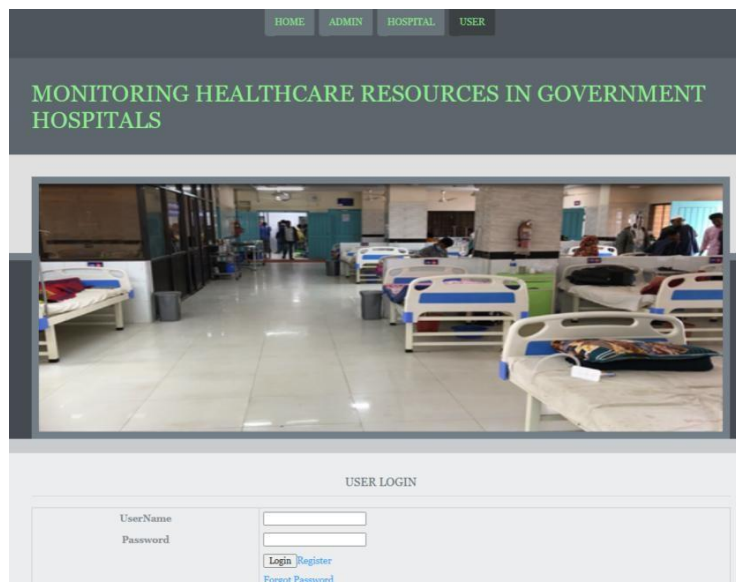 HOME ADMIN HOSPITAL USER
MONITORING HEALTHCARE RESOURCES IN GOVERNMENT
HOSPITALS
USER LOGIN
UserName
Password
Login Register
Forgot Password